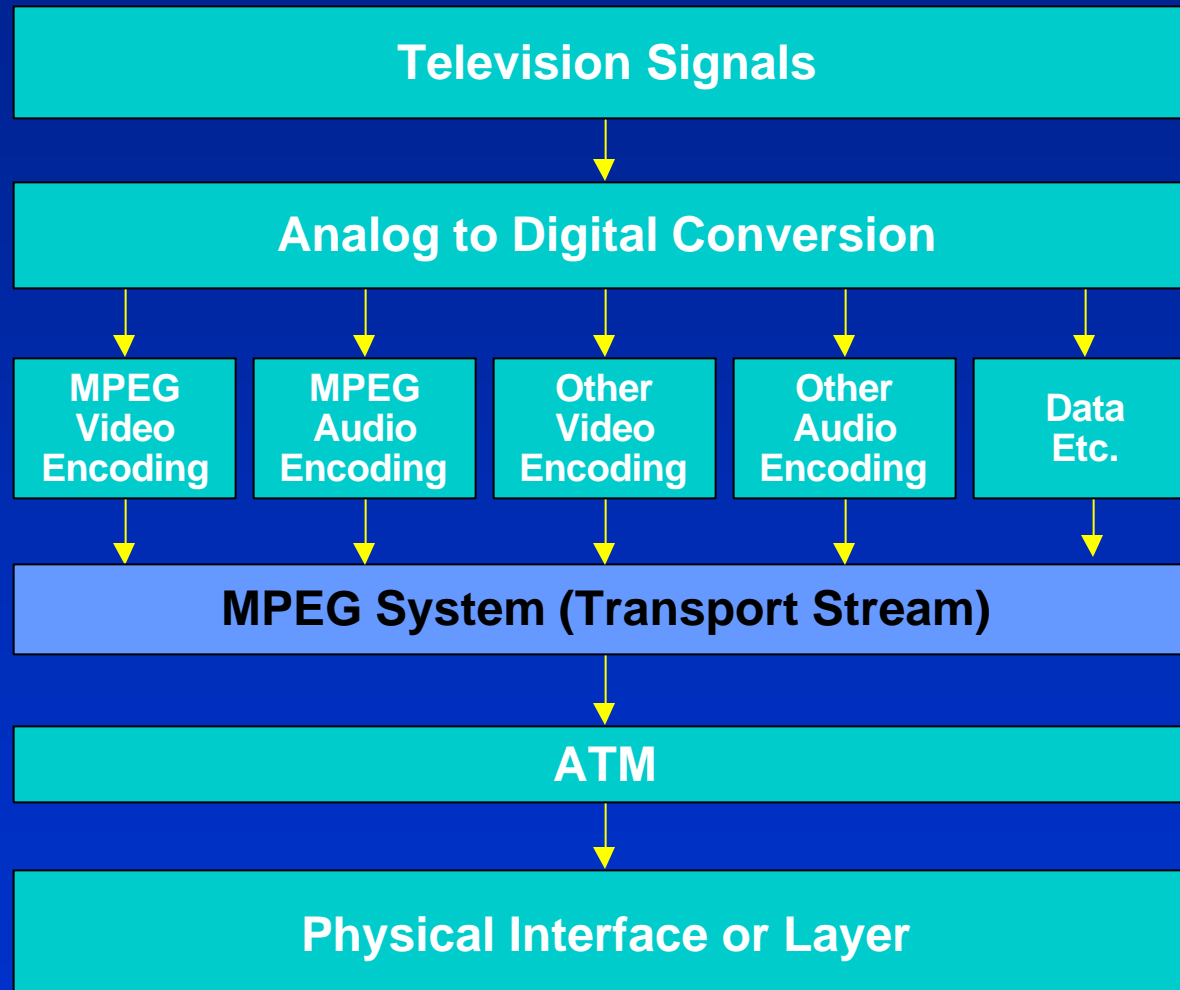 Television Signals
Analog to Digital Conversion
MPEG
Video
Encoding
MPEG
Audio
Encoding
Other
Video
Encoding
Other
Audio
Encoding
Data
Etc.
MPEG System (Transport Stream)
ATM
Physical Interface or Layer